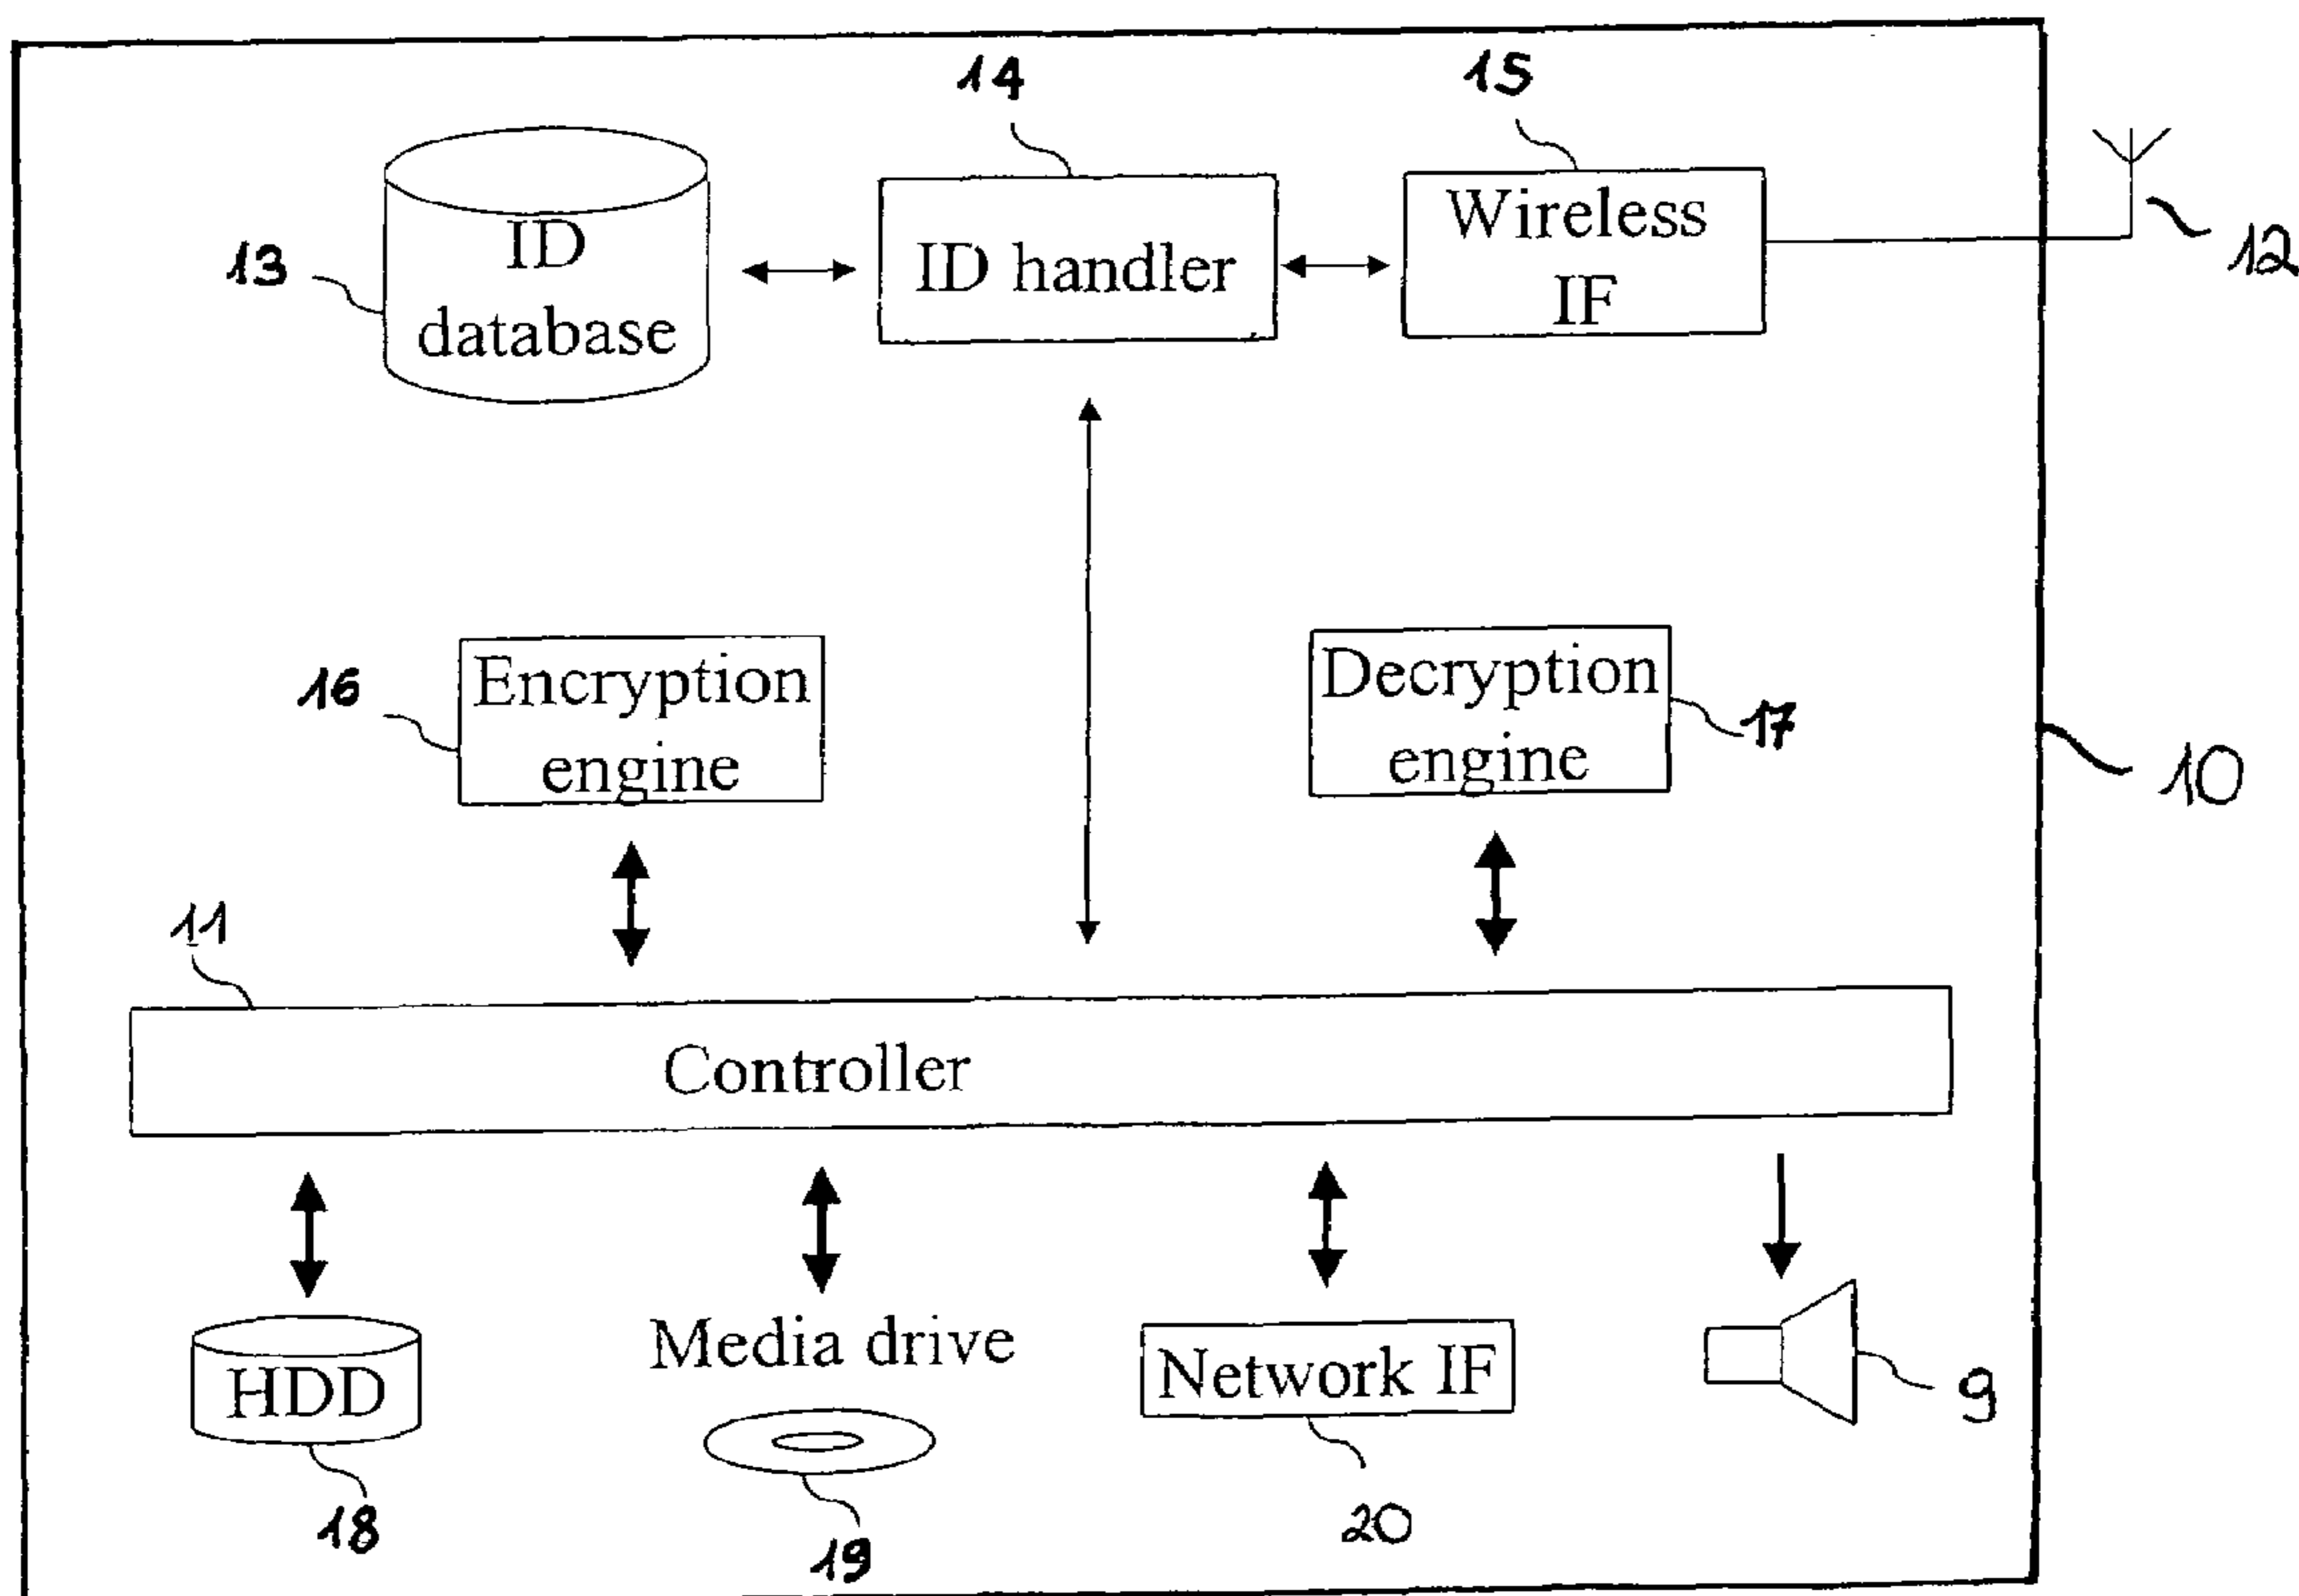 14
15
ID
database
13
ID handler
Wireless
IF
12
16
Encryption
engine
Decryption
engine
17
10
11
Controller
HDD
Media drive
Network IF
9
18
19
20